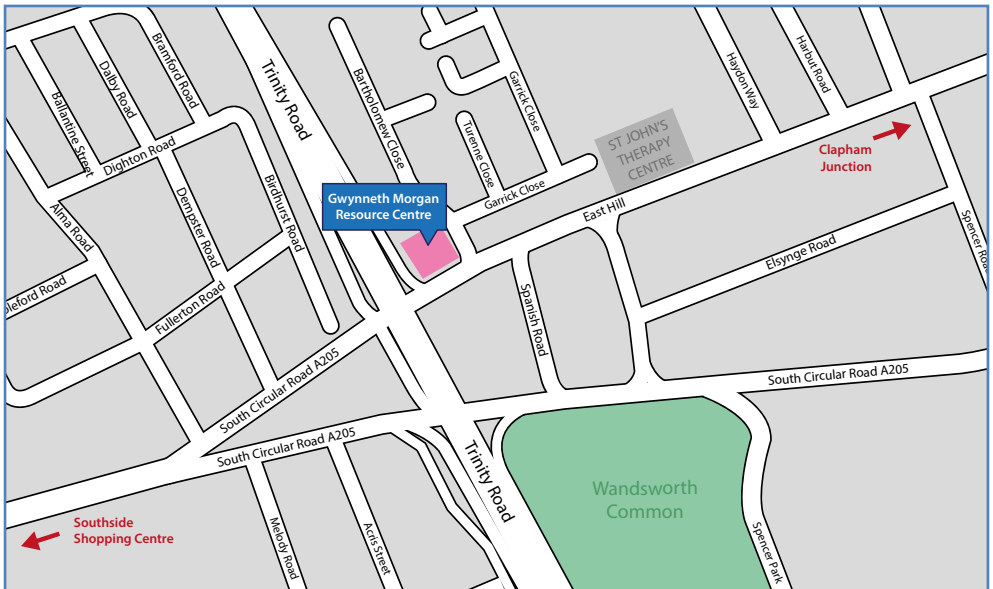 Bramford Road
Dalby Road
Ballantine Street
Dighton Road
Trinity Road
Bartholomew Close
Garrick Close
Turenne Close
Haydon Way
Harbut Road
ST JOHN'S
THERAPY
CENTRE
Clapham
Junction
Gwynneth Morgan
Resource Centre
Garrick Close
East Hill
Birdhurst Road
Dempster Road
Alma Road
Elsynge Road
Spencer Road
Fullerton Road
Spanish Road
South Circular Road A205
South Circular Road A205
South Circular Road A205
Trinity Road
Wandsworth
Common
Southside
Shopping Centre
Melody Road
Acris Street
Spencer Park